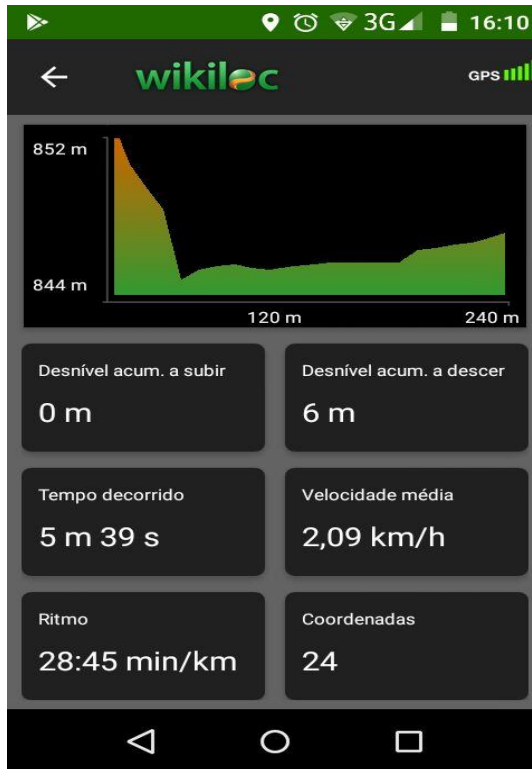 3G 16:10
wikiloc
GPS
852 m
844 m
120 m 240 m
Desnível acum. a subir
0 m
Desnível acum. a descer
6 m
Tempo decorrido
5 m 39 s
Velocidade média
2,09 km/h
Ritmo
28:45 min/km
Coordenadas
24